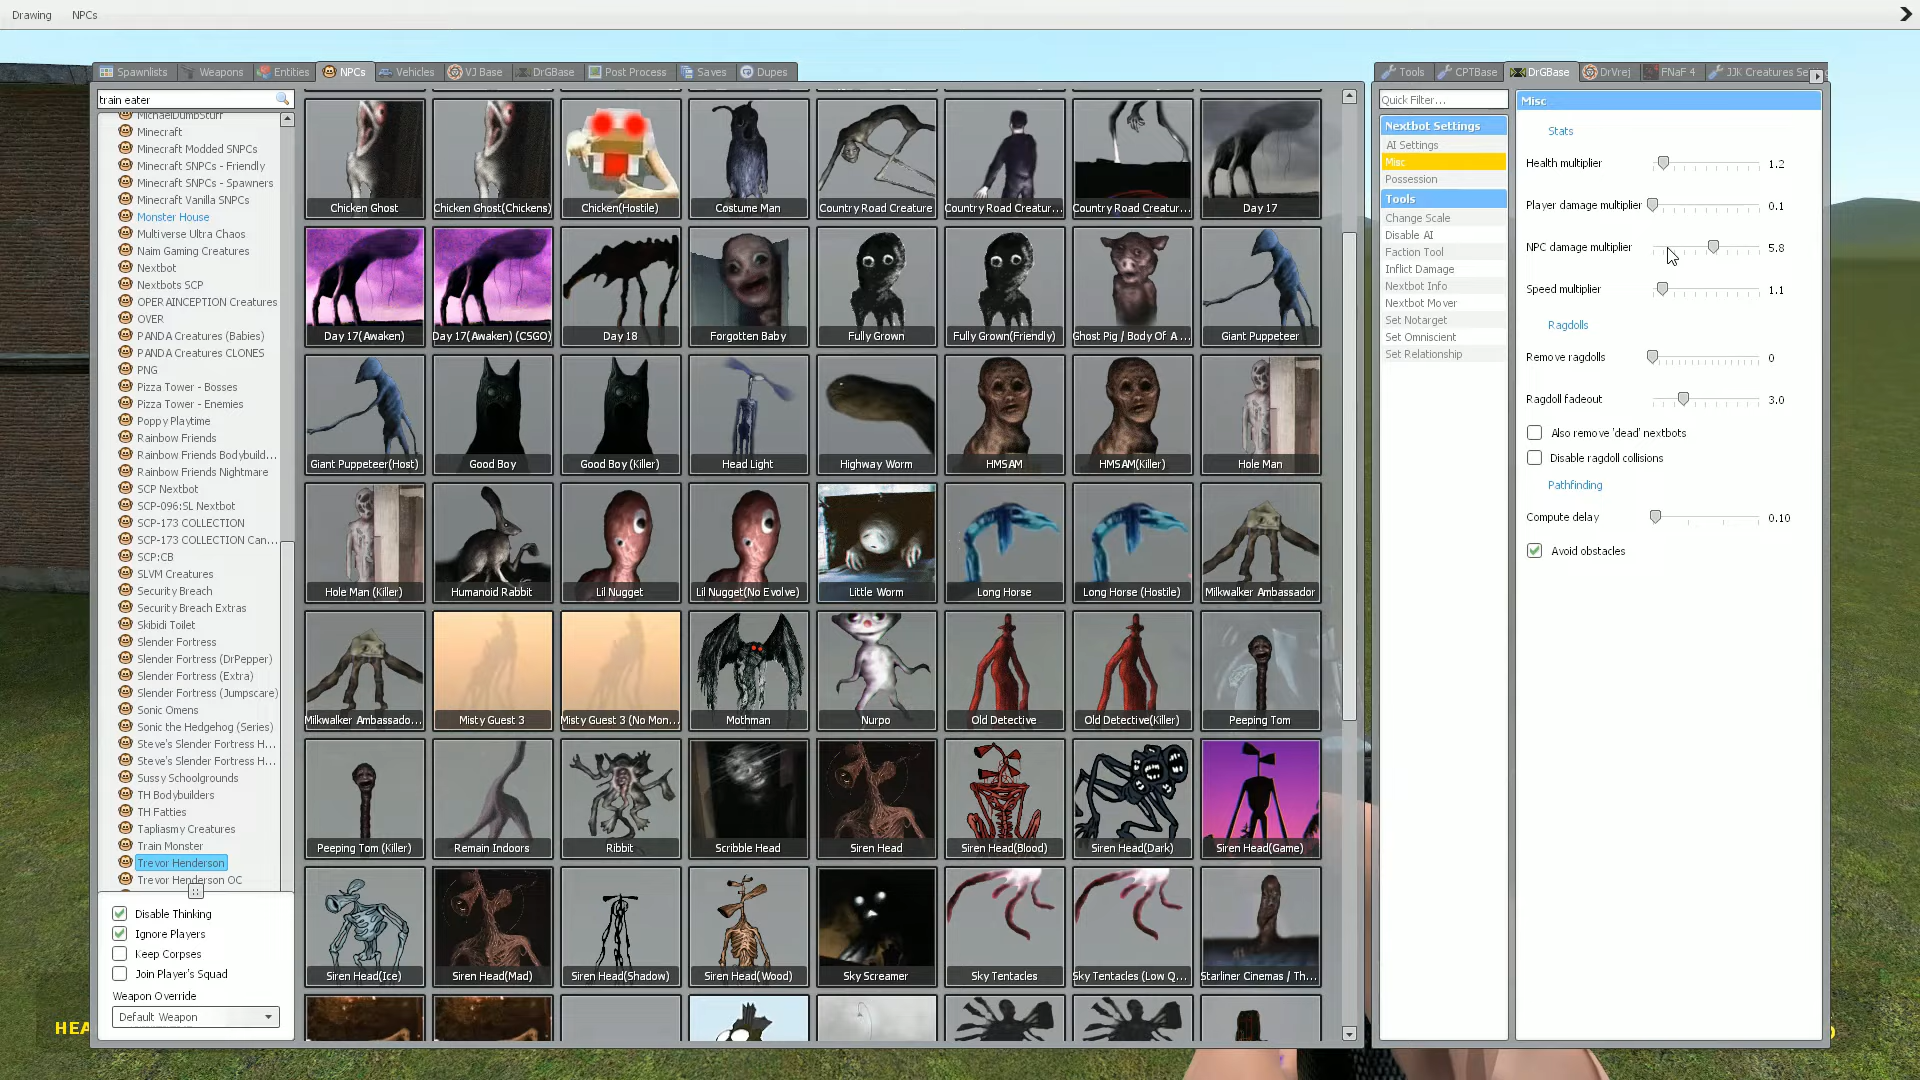 Drawing NPCs
Spawnlists Weapons Entities NPCs Vehicles VJ Base DrGBase Post Process Saves Dupes
Tools CPTBase DrGBase DrVrej FNaF 4 JJK Creatures Se
train eater
MichaelDumbStuff
Minecraft
Minecraft Modded SNPCs
Minecraft SNPCs - Friendly
Minecraft SNPCs - Spawners
Minecraft Vanilla SNPCs
Monster House
Multiverse Ultra Chaos
Naim Gaming Creatures
Nextbot
Nextbots SCP
OPER AINCEPTION Creatures
OVER
PANDA Creatures (Babies)
PANDA Creatures CLONES
PNG
Pizza Tower - Bosses
Pizza Tower - Enemies
Poppy Playtime
Rainbow Friends
Rainbow Friends Bodybuild...
Rainbow Friends Nightmare
SCP Nextbot
SCP-096:SL Nextbot
SCP-173 COLLECTION
SCP-173 COLLECTION Can...
SCP:CB
SLVM Creatures
Security Breach
Security Breach Extras
Skibidi Toilet
Slender Fortress
Slender Fortress (DrPepper)
Slender Fortress (Extra)
Slender Fortress (Jumpscare)
Sonic Omens
Sonic the Hedgehog (Series)
Steve's Slender Fortress H...
Steve's Slender Fortress H...
Sussy Schoolgrounds
TH Bodybuilders
TH Fatties
Tapliasmy Creatures
Train Monster
Trevor Henderson
Trevor Henderson OC
Disable Thinking
Ignore Players
Keep Corpses
Join Player's Squad
Weapon Override
Default Weapon
HEA
Chicken Ghost Chicken Ghost(Chickens) Chicken(Hostile) Costume Man Country Road Creature Country Road Creatur... Country Road Creatur... Day 17
Day 17(Awaken) Day 17(Awaken) (CSGO) Day 18 Forgotten Baby Fully Grown Fully Grown(Friendly) Ghost Pig / Body Of A ... Giant Puppeteer
Giant Puppeteer(Host) Good Boy Good Boy (Killer) Head Light Highway Worm HMSAM HMSAM(Killer) Hole Man
Hole Man (Killer) Humanoid Rabbit Lil Nugget Lil Nugget(No Evolve) Little Worm Long Horse Long Horse (Hostile) Milkwalker Ambassador
Milkwalker Ambassado... Misty Guest 3 Misty Guest 3 (No Mon... Mothman Nurpo Old Detective Old Detective(Killer) Peeping Tom
Peeping Tom (Killer) Remain Indoors Ribbit Scribble Head Siren Head Siren Head(Blood) Siren Head(Dark) Siren Head(Game)
Siren Head(Ice) Siren Head(Mad) Siren Head(Shadow) Siren Head(Wood) Sky Screamer Sky Tentacles Sky Tentacles (Low Q... Starliner Cinemas / Th...
Quick Filter...
Nextbot Settings
AI Settings
Misc
Possession
Tools
Change Scale
Disable AI
Faction Tool
Inflict Damage
Nextbot Info
Nextbot Mover
Set Notarget
Set Omniscient
Set Relationship
Misc
Stats
Health multiplier 1.2
Player damage multiplier 0.1
NPC damage multiplier 5.8
Speed multiplier 1.1
Ragdolls
Remove ragdolls 0
Ragdoll fadeout 3.0
Also remove 'dead' nextbots
Disable ragdoll collisions
Pathfinding
Compute delay 0.10
Avoid obstacles